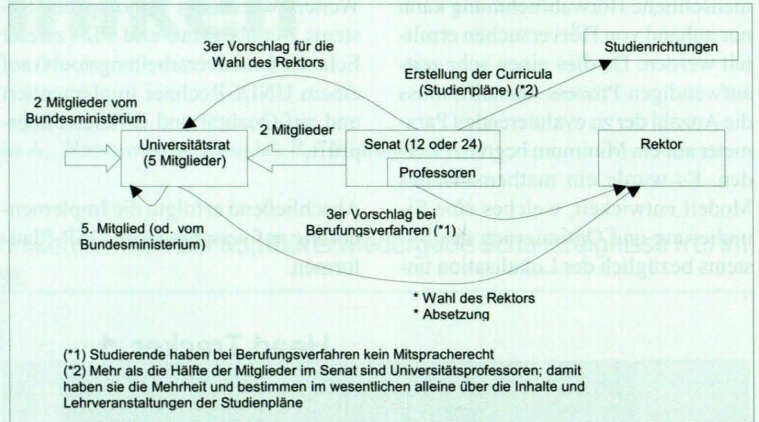 3er Vorschlag für die
Wahl des Rektors
Studienrichtungen
Erstellung der Curricula
(Studienpläne) (*2)
2 Mitglieder vom
Bundesministerium
Universitätsrat
(5 Mitglieder)
2 Mitglieder
Senat (12 oder 24)
Professoren
Rektor
3er Vorschlag bei
Berufungsverfahren (*1)
5. Mitglied (od. vom
Bundesministerium)
* Wahl des Rektors
* Absetzung
(*1) Studierende haben bei Berufungsverfahren kein Mitspracherecht
(*2) Mehr als die Hälfte der Mitglieder im Senat sind Universitätsprofessoren; damit
haben sie die Mehrheit und bestimmen im wesentlichen alleine über die Inhalte und
Lehrveranstaltungen der Studienpläne